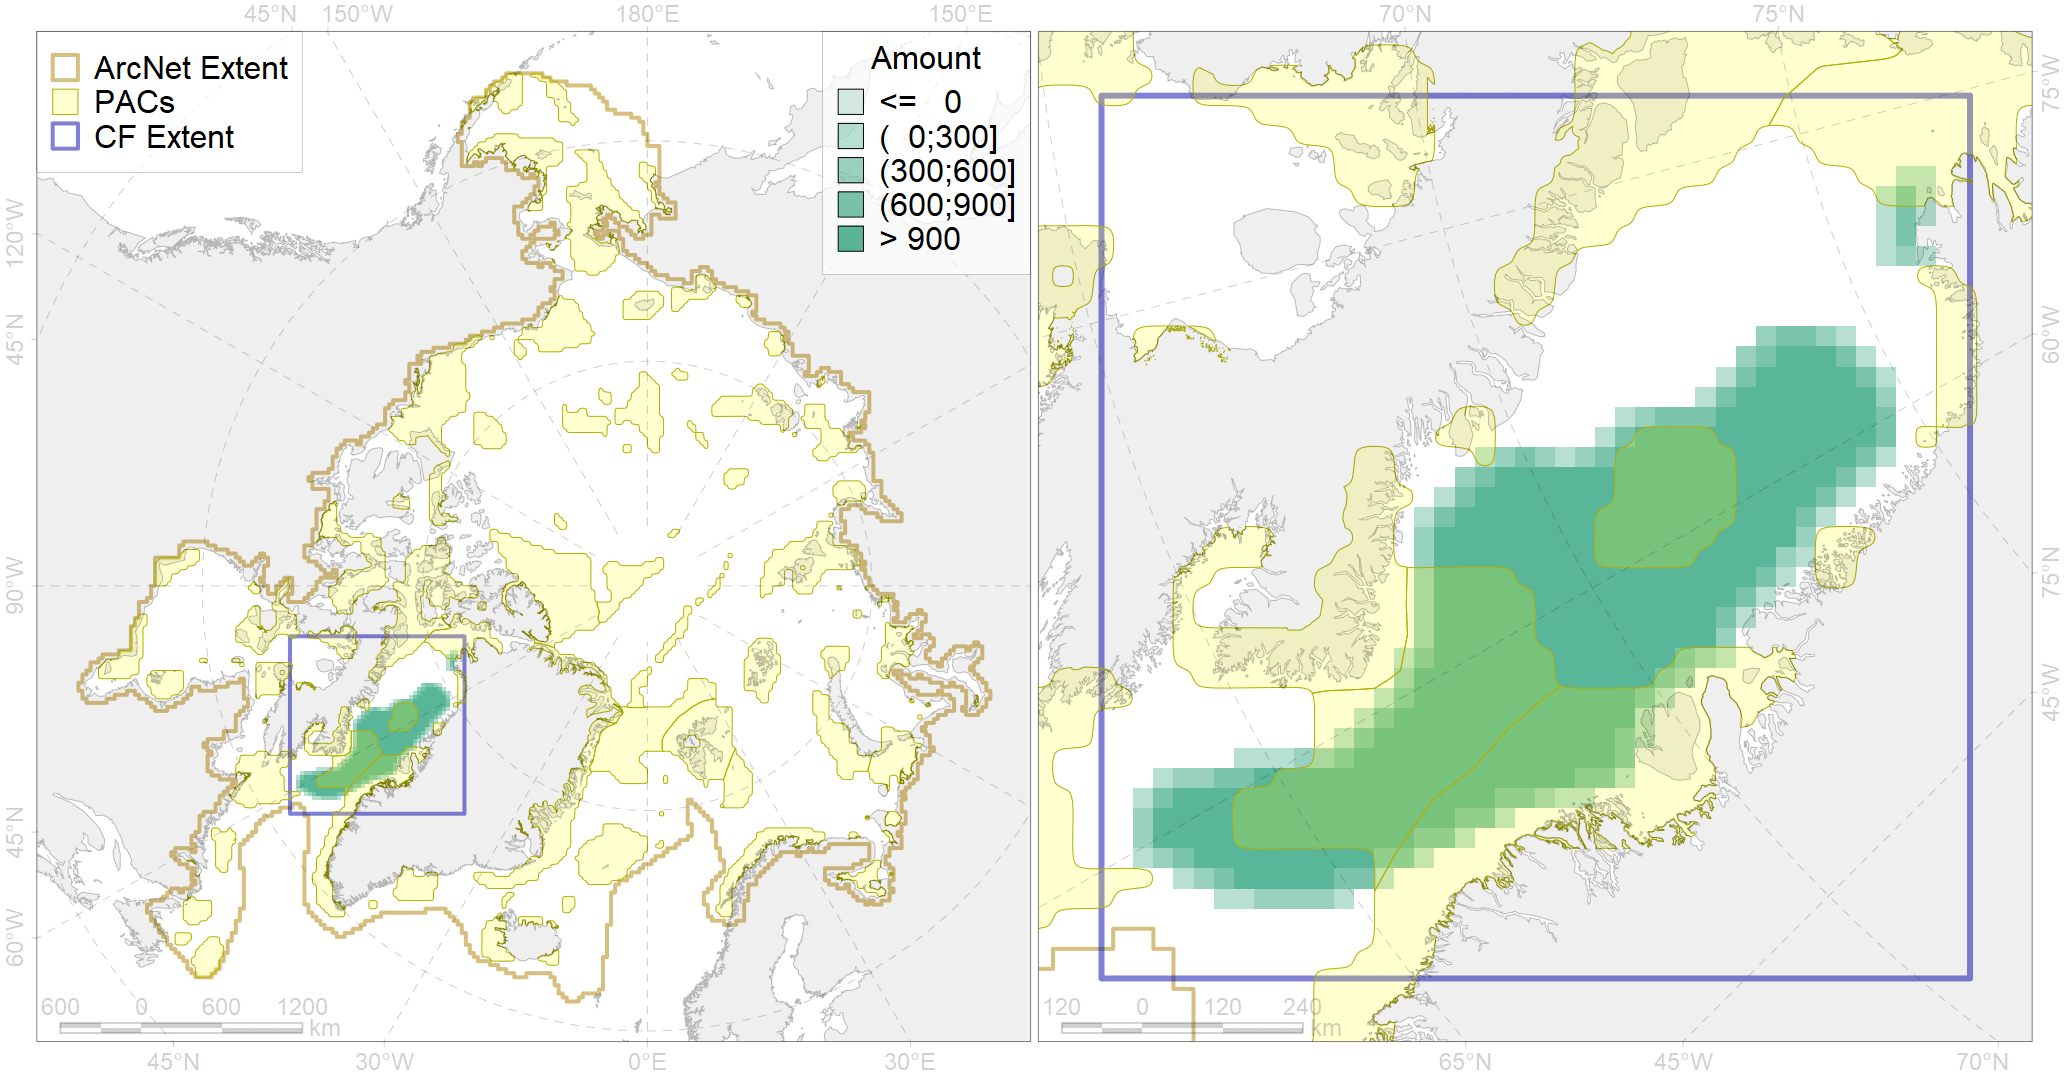 45°N 150°W 180°E 150°E 70°N 75°N
ArcNet Extent
PACs
CF Extent
Amount
<= 0
( 0;300]
(300;600]
(600;900]
> 900
120°W
45°N
90°W
45°N
60°W
75°W
60°W
75°N
45°W
600 0 600 1200
km
120 0 120 240
km
45°N 30°W 0°E 30°E 65°N 45°W 70°N